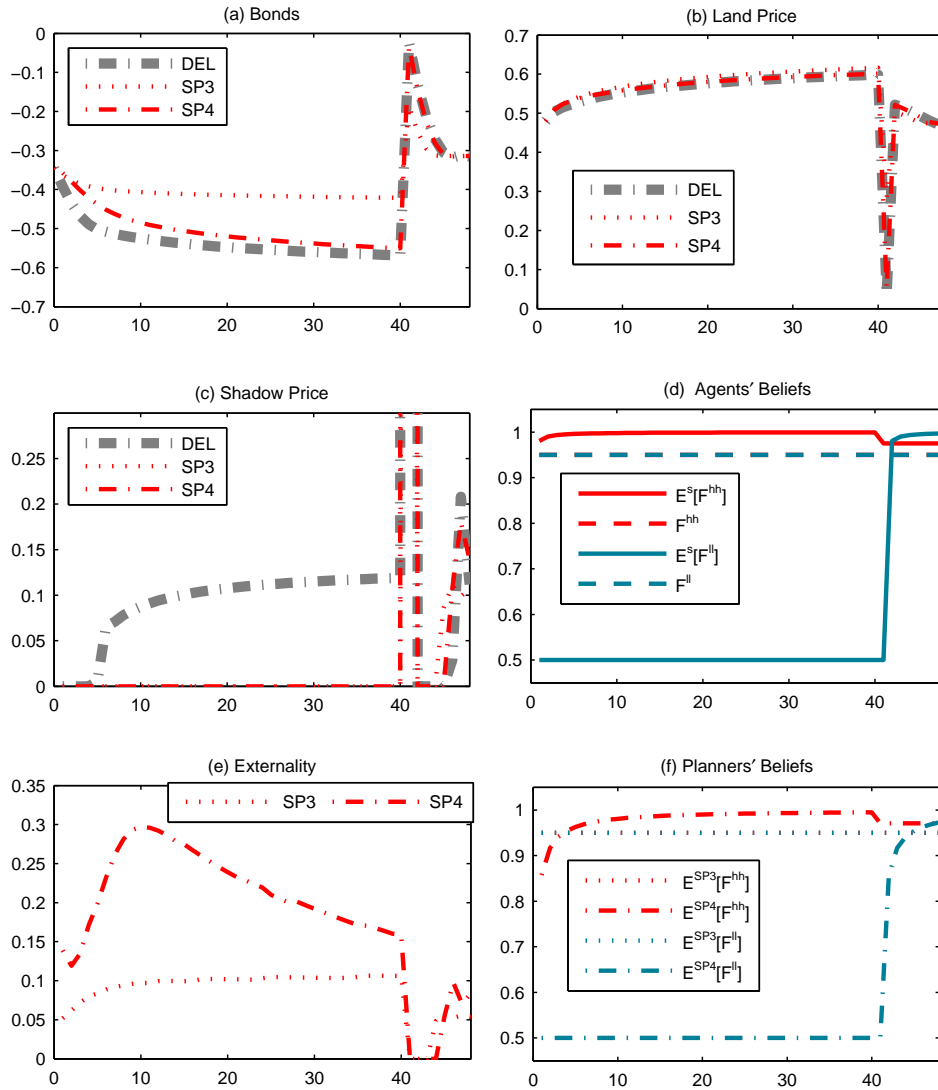 (a) Bonds
0
−0.1
−0.2
−0.3
−0.4
−0.5
−0.6
−0.7
DEL
SP3
SP4
0 10 20 30 40
(b) Land Price
0.7
0.6
0.5
0.4
0.3
0.2
0.1
0
DEL
SP3
SP4
0 10 20 30 40
(c) Shadow Price
0.25
0.2
0.15
0.1
0.05
0
DEL
SP3
SP4
0 10 20 30 40
(d) Agents′ Beliefs
1
0.9
0.8
0.7
0.6
0.5
E^s[F^hh]
F^hh
E^s[F^ll]
F^ll
0 10 20 30 40
(e) Externality
0.35
0.3
0.25
0.2
0.15
0.1
0.05
0
SP3 SP4
0 10 20 30 40
(f) Planners′ Beliefs
1
0.9
0.8
0.7
0.6
0.5
E^SP3[F^hh]
E^SP4[F^hh]
E^SP3[F^ll]
E^SP4[F^ll]
0 10 20 30 40